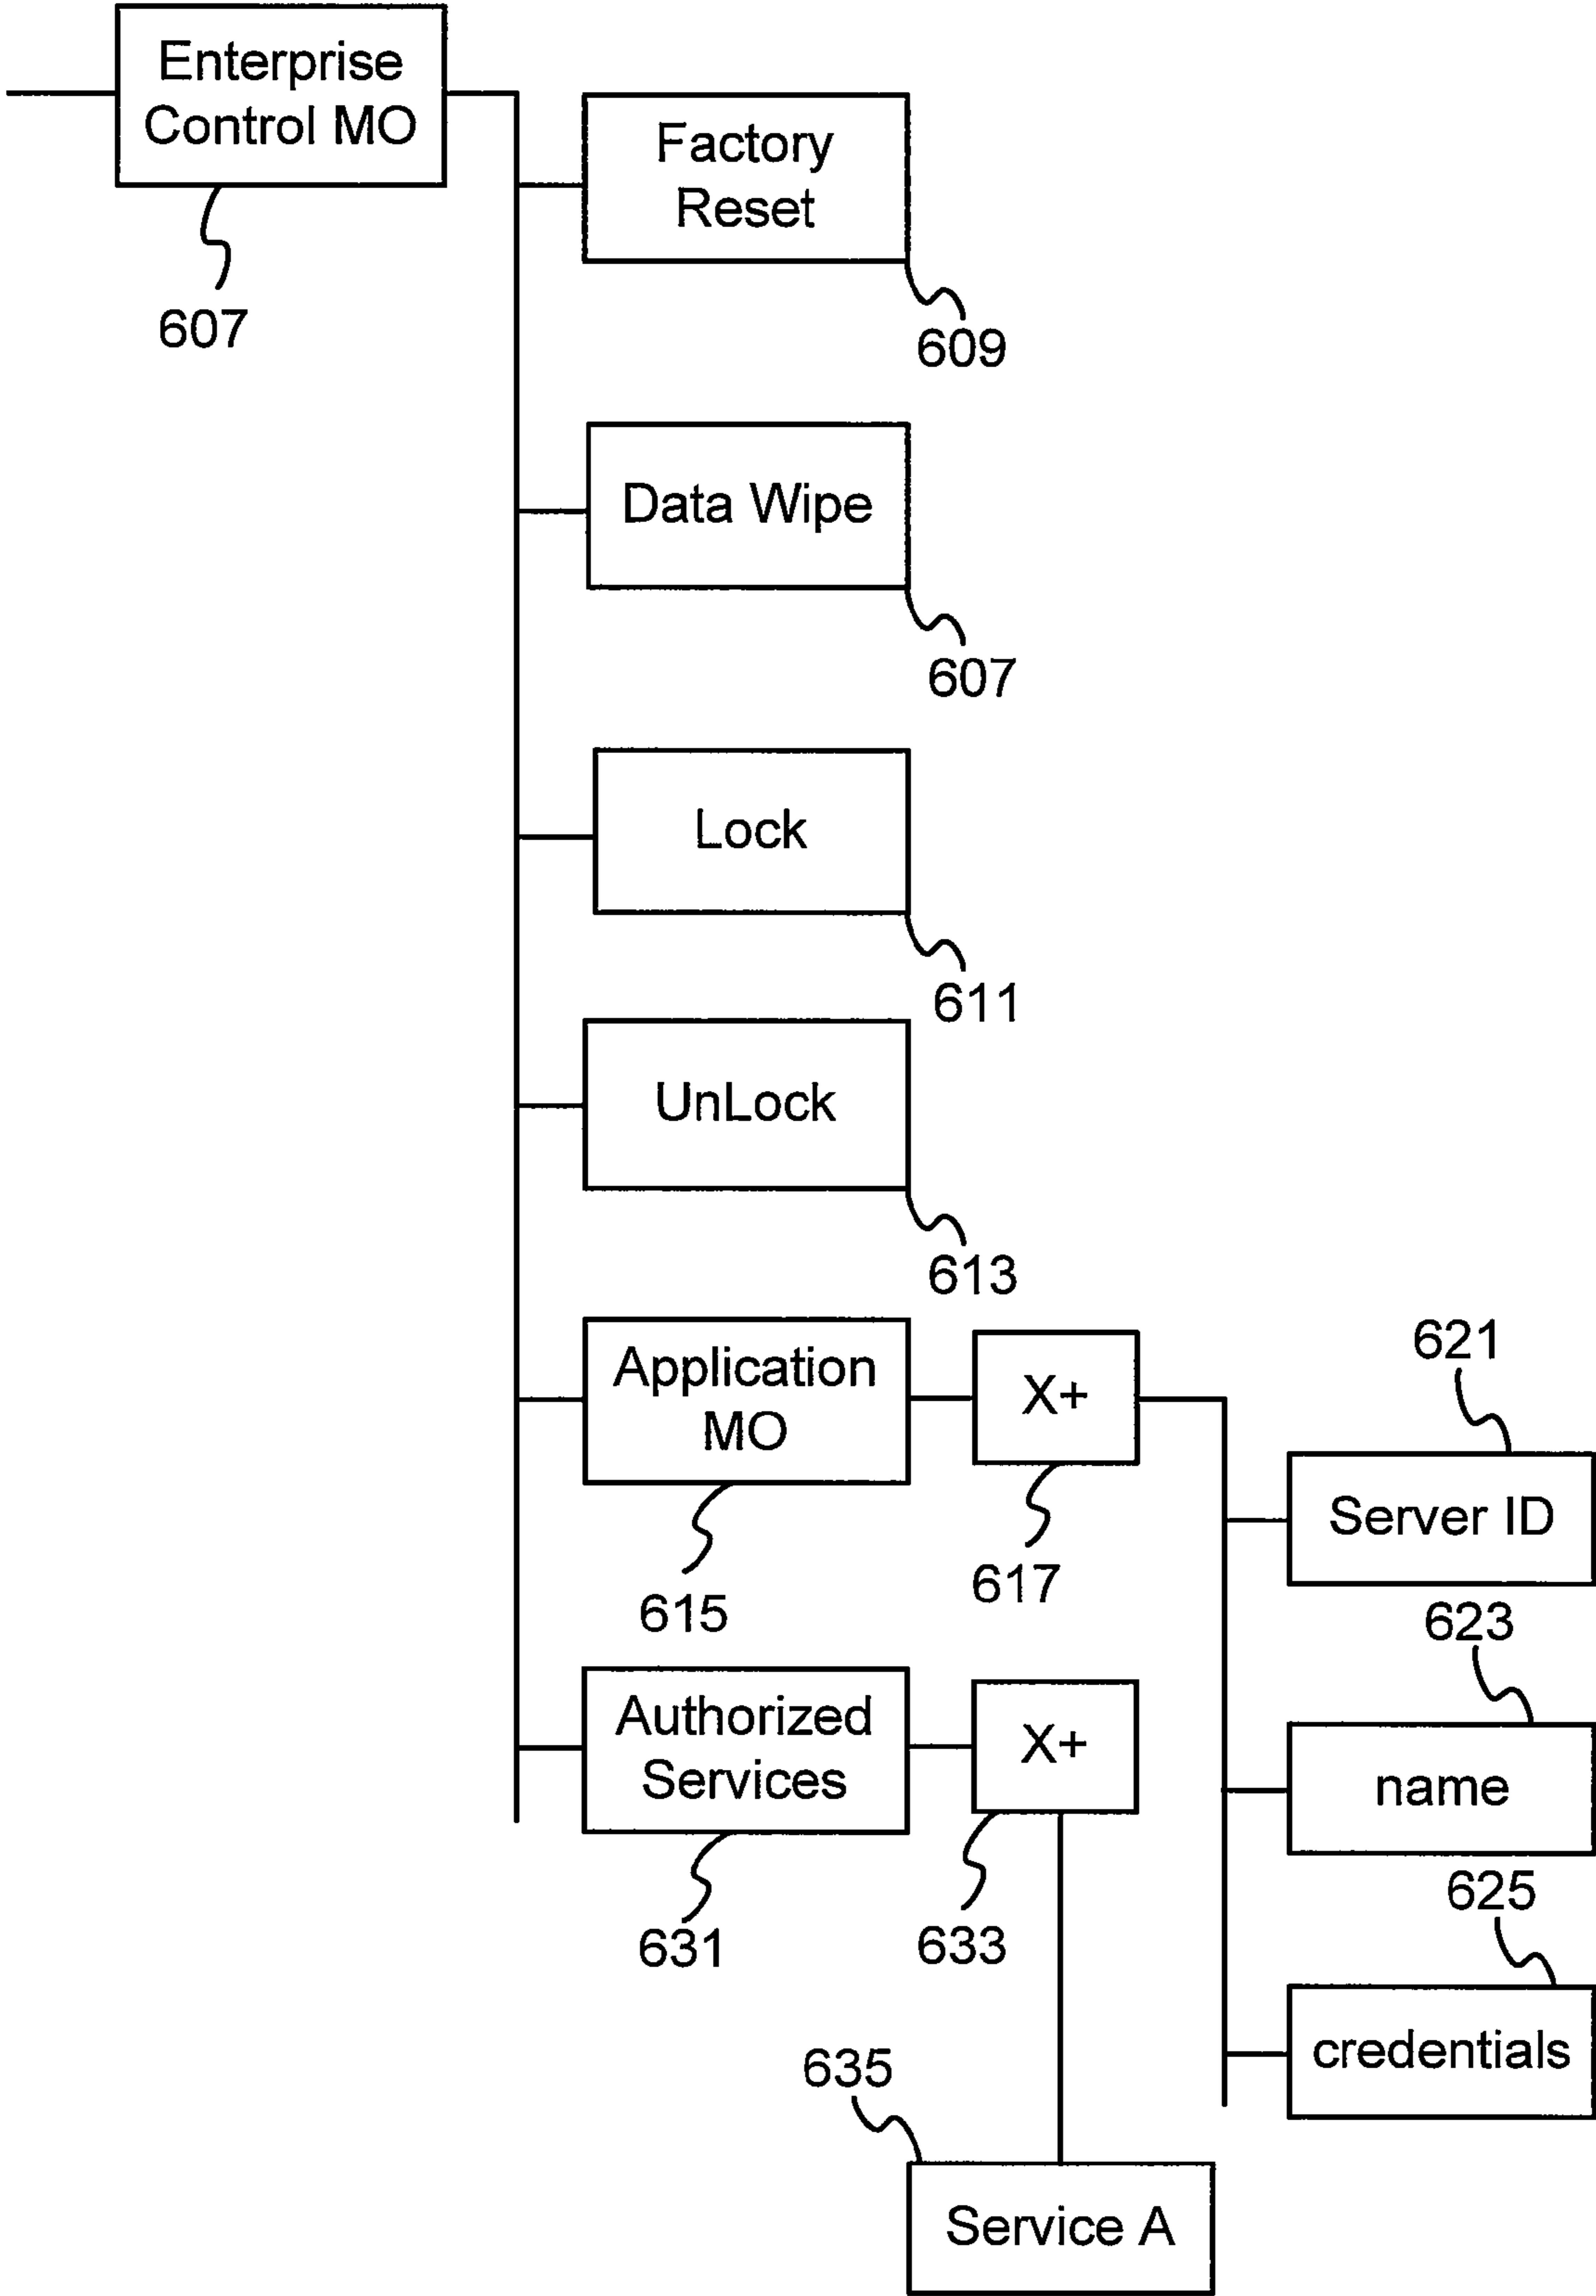 Enterprise
Control MO
607
Factory
Reset
609
Data Wipe
607
Lock
611
UnLock
613
Application
MO
615
X+
617
621
Server ID
623
name
625
credentials
Authorized
Services
631
X+
633
635
Service A